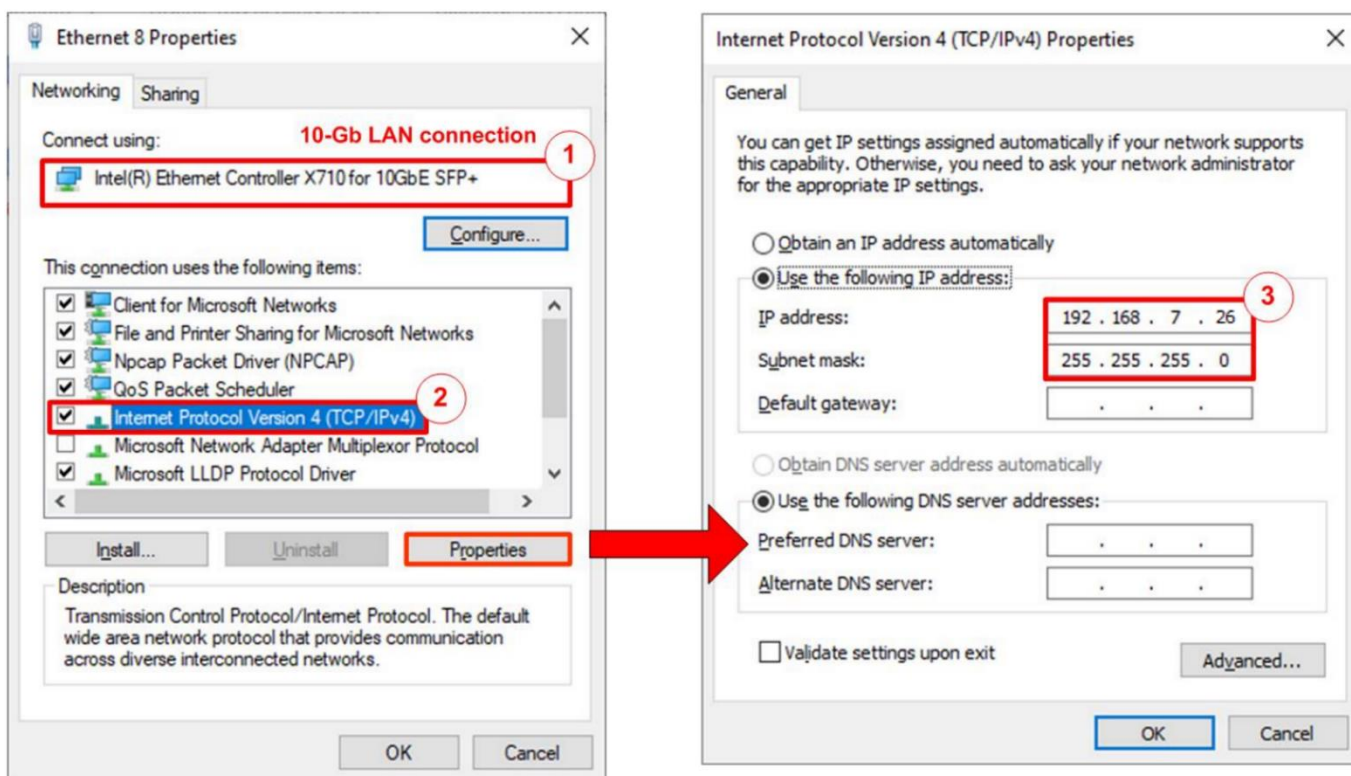 Ethernet 8 Properties
Networking
Sharing
Connect using:
10-Gb LAN connection
1
Intel(R) Ethernet Controller X710 for 10GbE SFP+
Configure...
This connection uses the following items:
Client for Microsoft Networks
File and Printer Sharing for Microsoft Networks
Npcap Packet Driver (NPCAP)
QoS Packet Scheduler
Internet Protocol Version 4 (TCP/IPv4)
2
Microsoft Network Adapter Multiplexor Protocol
Microsoft LLDP Protocol Driver
Install...
Uninstall
Properties
Description
Transmission Control Protocol/Internet Protocol. The default
wide area network protocol that provides communication
across diverse interconnected networks.
OK
Cancel
Internet Protocol Version 4 (TCP/IPv4) Properties
General
You can get IP settings assigned automatically if your network supports
this capability. Otherwise, you need to ask your network administrator
for the appropriate IP settings.
Obtain an IP address automatically
Use the following IP address:
3
IP address:
192 . 168 . 7 . 26
Subnet mask:
255 . 255 . 255 . 0
Default gateway:
. . .
Obtain DNS server address automatically
Use the following DNS server addresses:
Preferred DNS server:
. . .
Alternate DNS server:
. . .
Validate settings upon exit
Advanced...
OK
Cancel